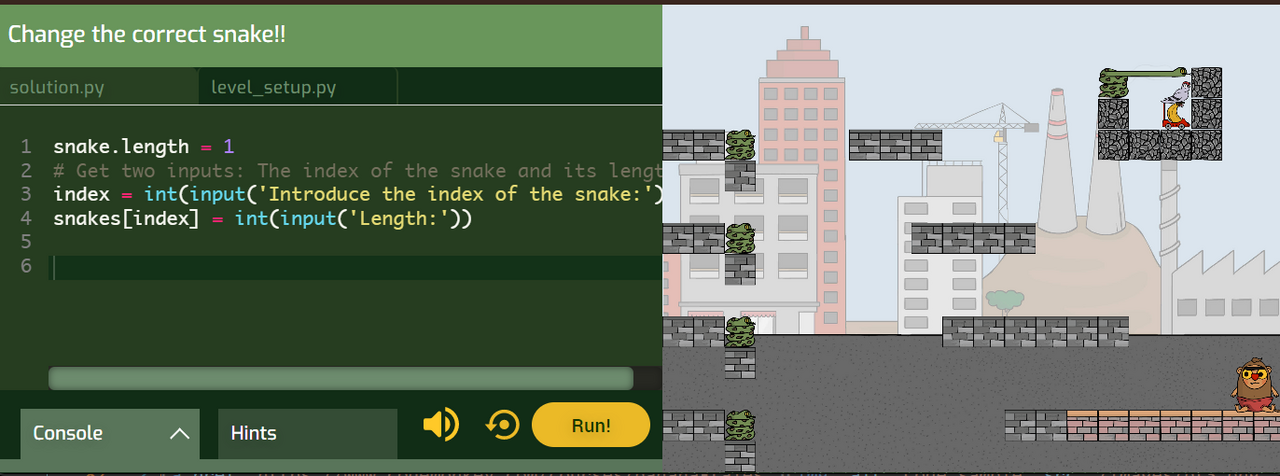 Change the correct snake!!
solution.py
level_setup.py
1 snake.length = 1
2 # Get two inputs: The index of the snake and its lengt
3 index = int(input('Introduce the index of the snake:')
4 snakes[index] = int(input('Length:'))
5
6
Console
Hints
Run!